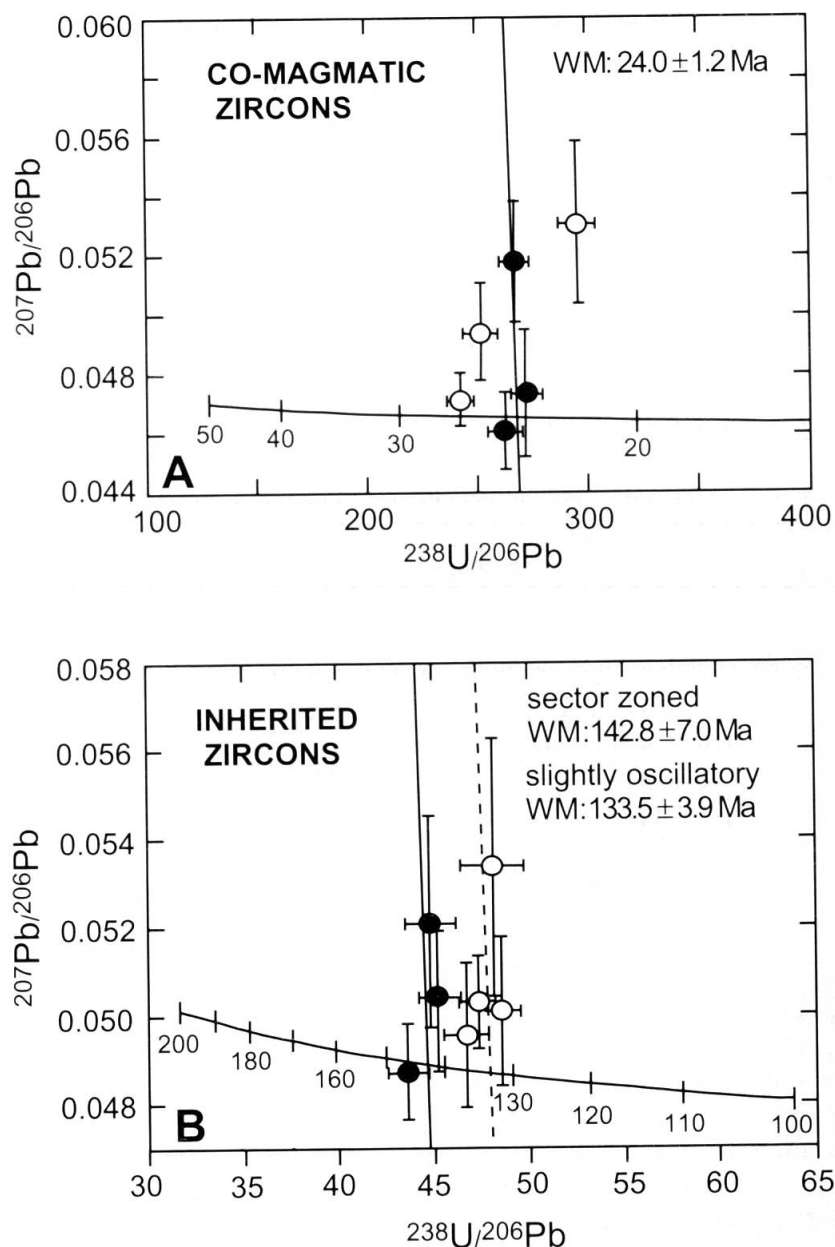 0.060
0.056
0.052
0.048
0.044
207Pb/206Pb
CO-MAGMATIC
ZIRCONS
WM: 24.0 ±1.2 Ma
50
40
30
20
A
100
200
300
400
238U/206Pb
0.058
0.056
0.054
0.052
0.050
0.048
207Pb/206Pb
INHERITED
ZIRCONS
sector zoned
WM:142.8 ±7.0 Ma
slightly oscillatory
WM:133.5 ±3.9 Ma
200
180
160
130
120
110
100
B
30
35
40
45
50
55
60
65
238U/206Pb